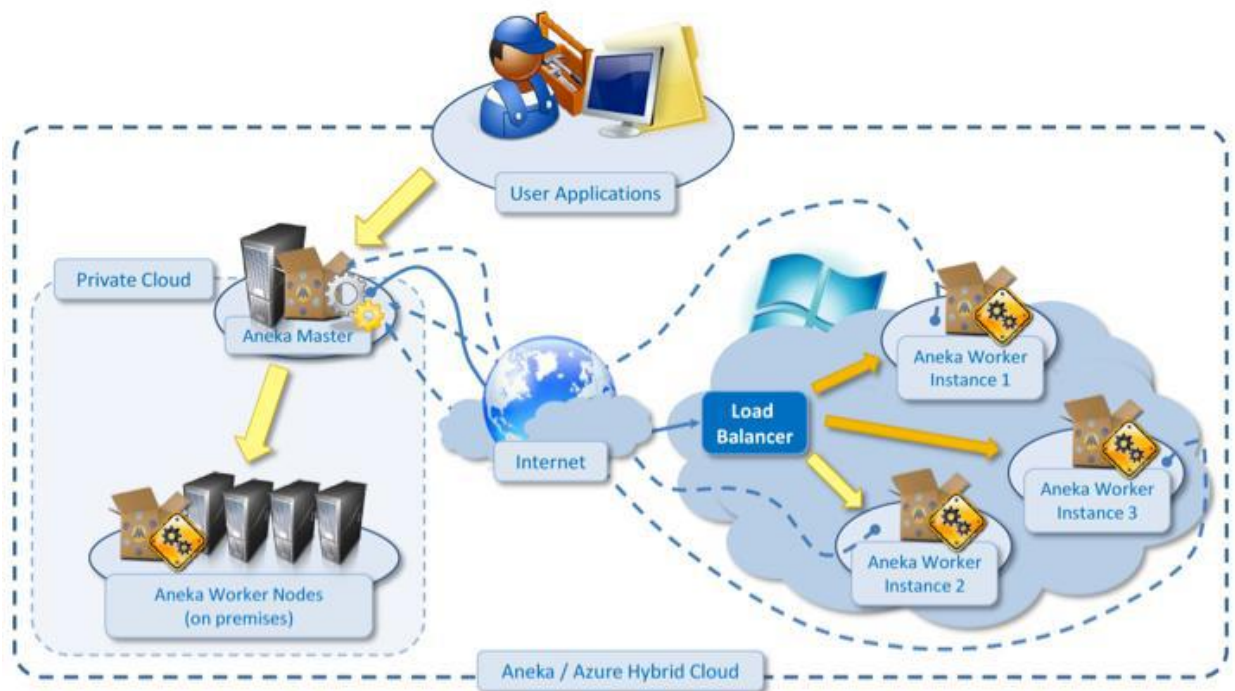 User Applications
Private Cloud
Aneka Master
Aneka Worker Nodes
(on premises)
Internet
Load
Balancer
Aneka Worker
Instance 1
Aneka Worker
Instance 3
Aneka Worker
Instance 2
Aneka / Azure Hybrid Cloud